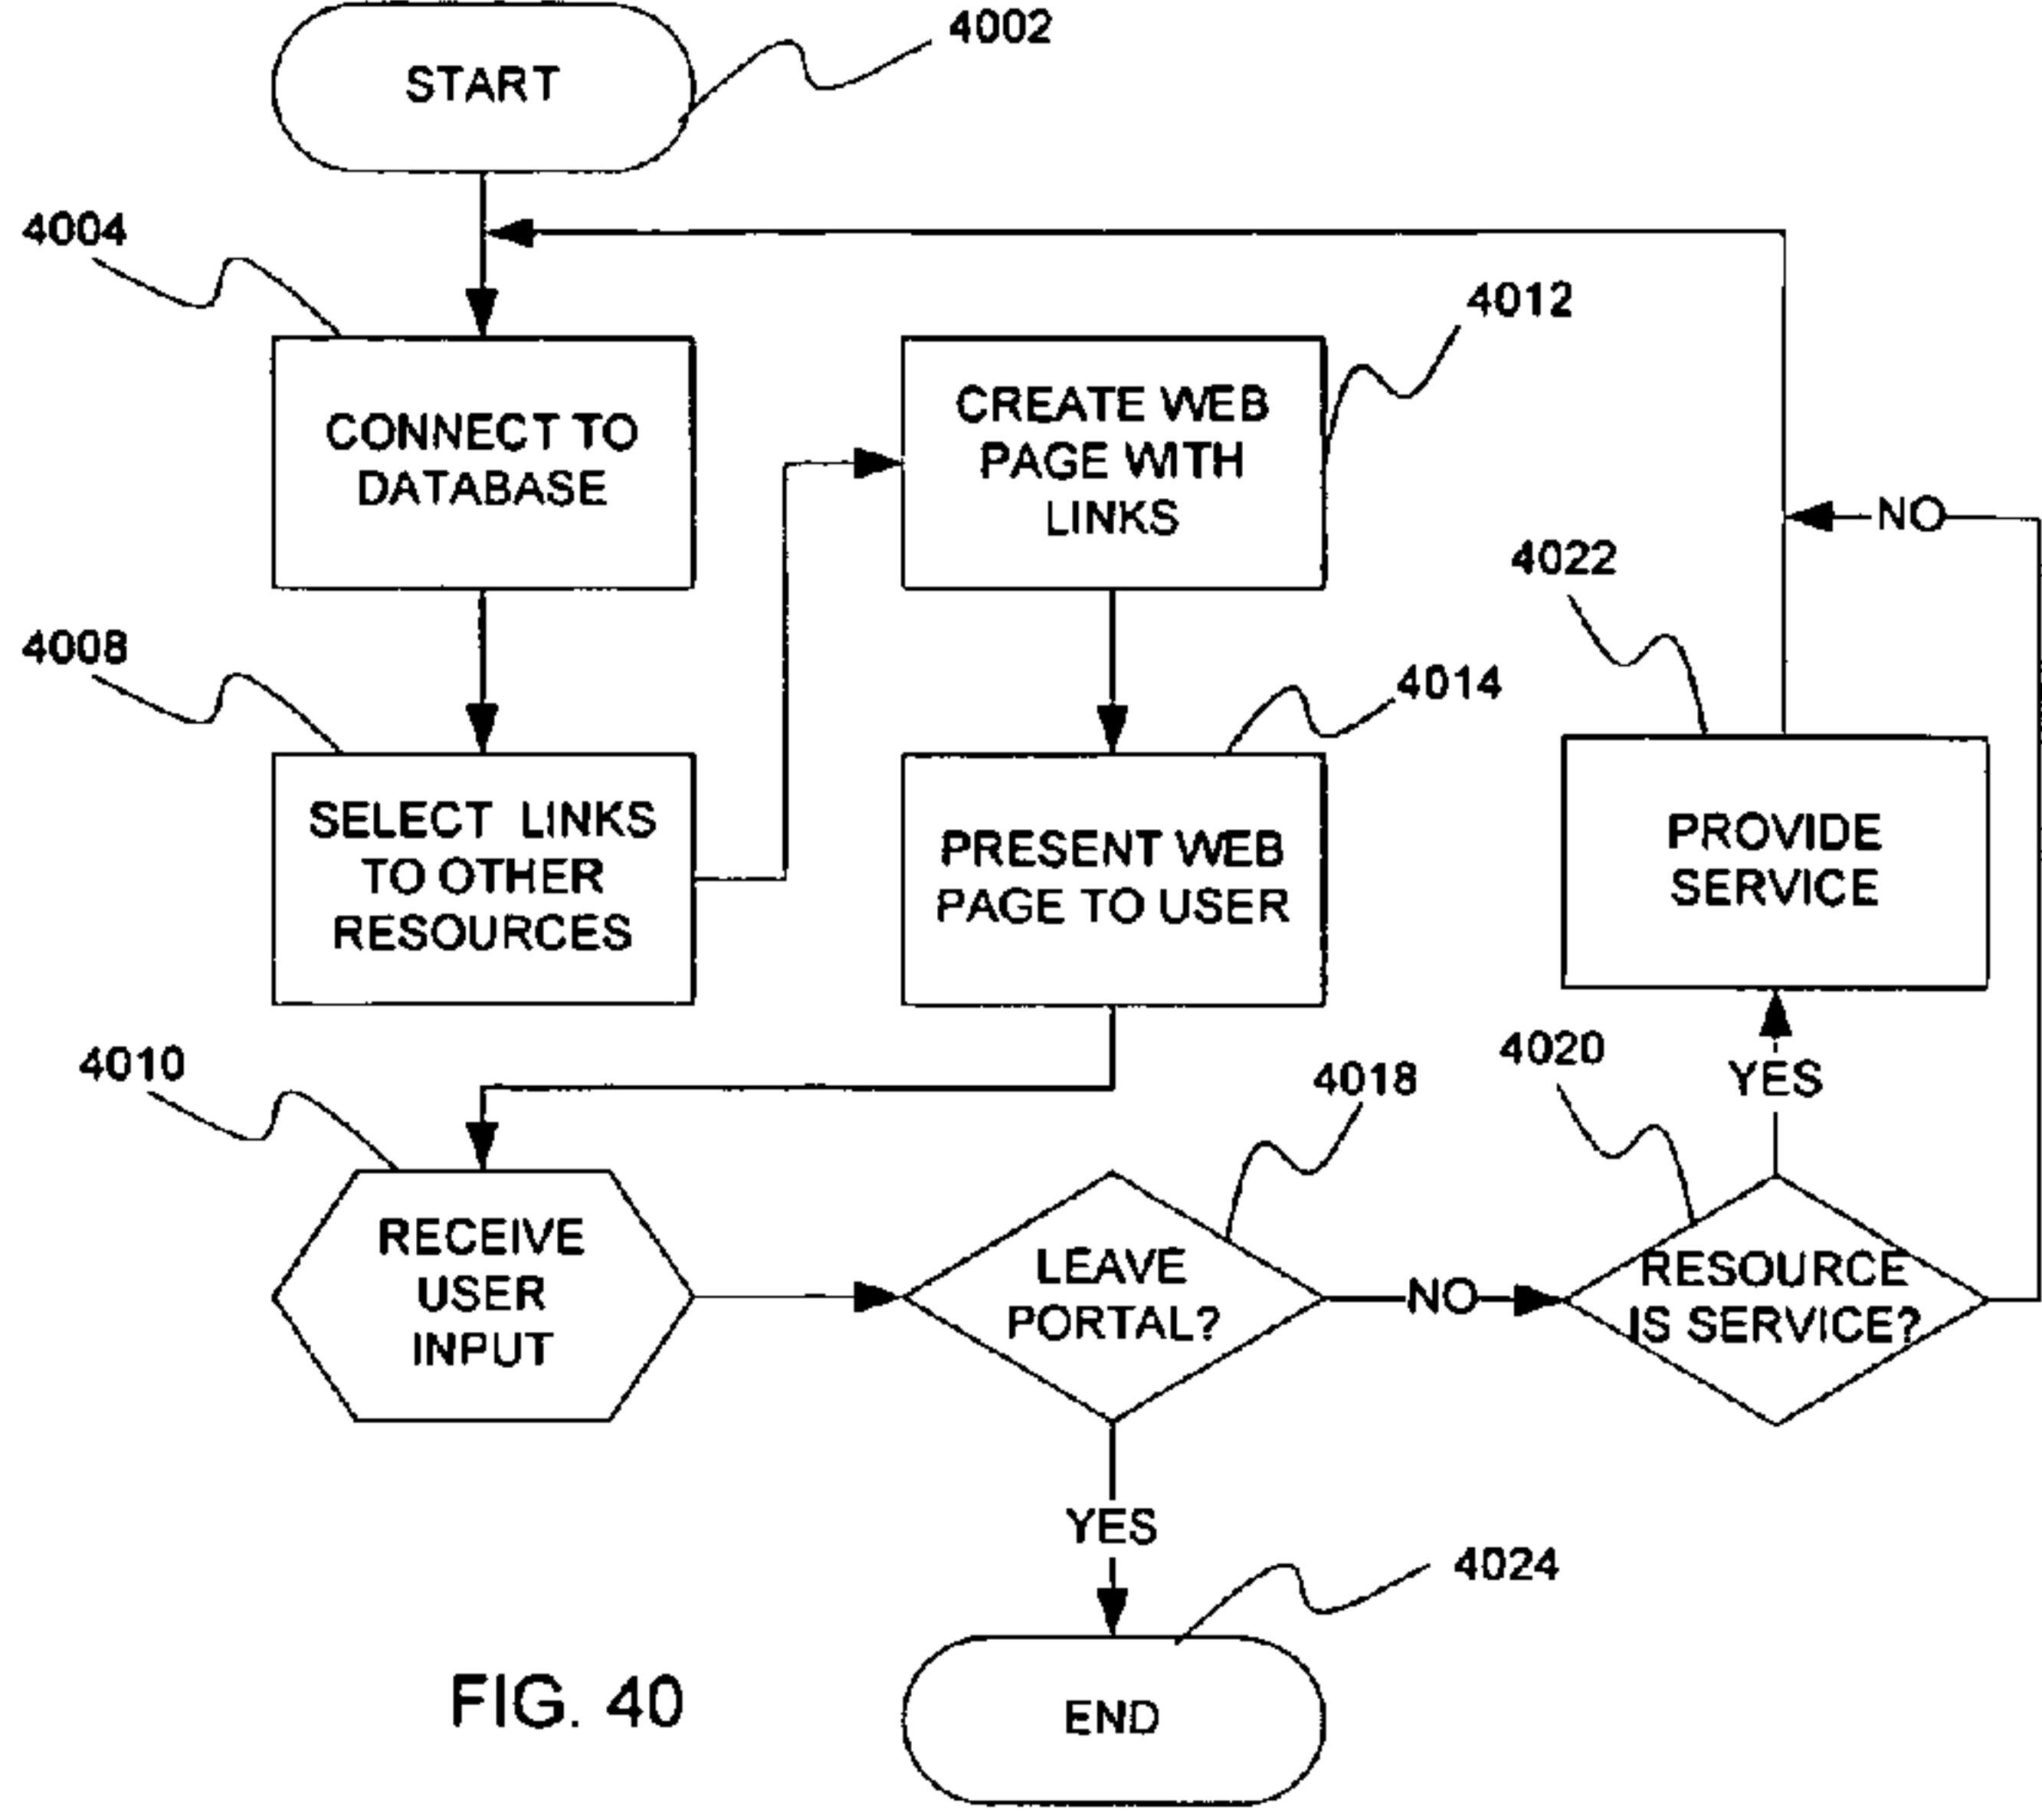 4002
START
4004
CONNECT TO
DATABASE
4012
CREATE WEB
PAGE WITH
LINKS
NO
4022
4008
SELECT LINKS
TO OTHER
RESOURCES
4014
PRESENT WEB
PAGE TO USER
PROVIDE
SERVICE
4010
RECEIVE
USER
INPUT
4018
LEAVE
PORTAL?
NO
4020
YES
RESOURCE
IS SERVICE?
YES
4024
END
FIG. 40